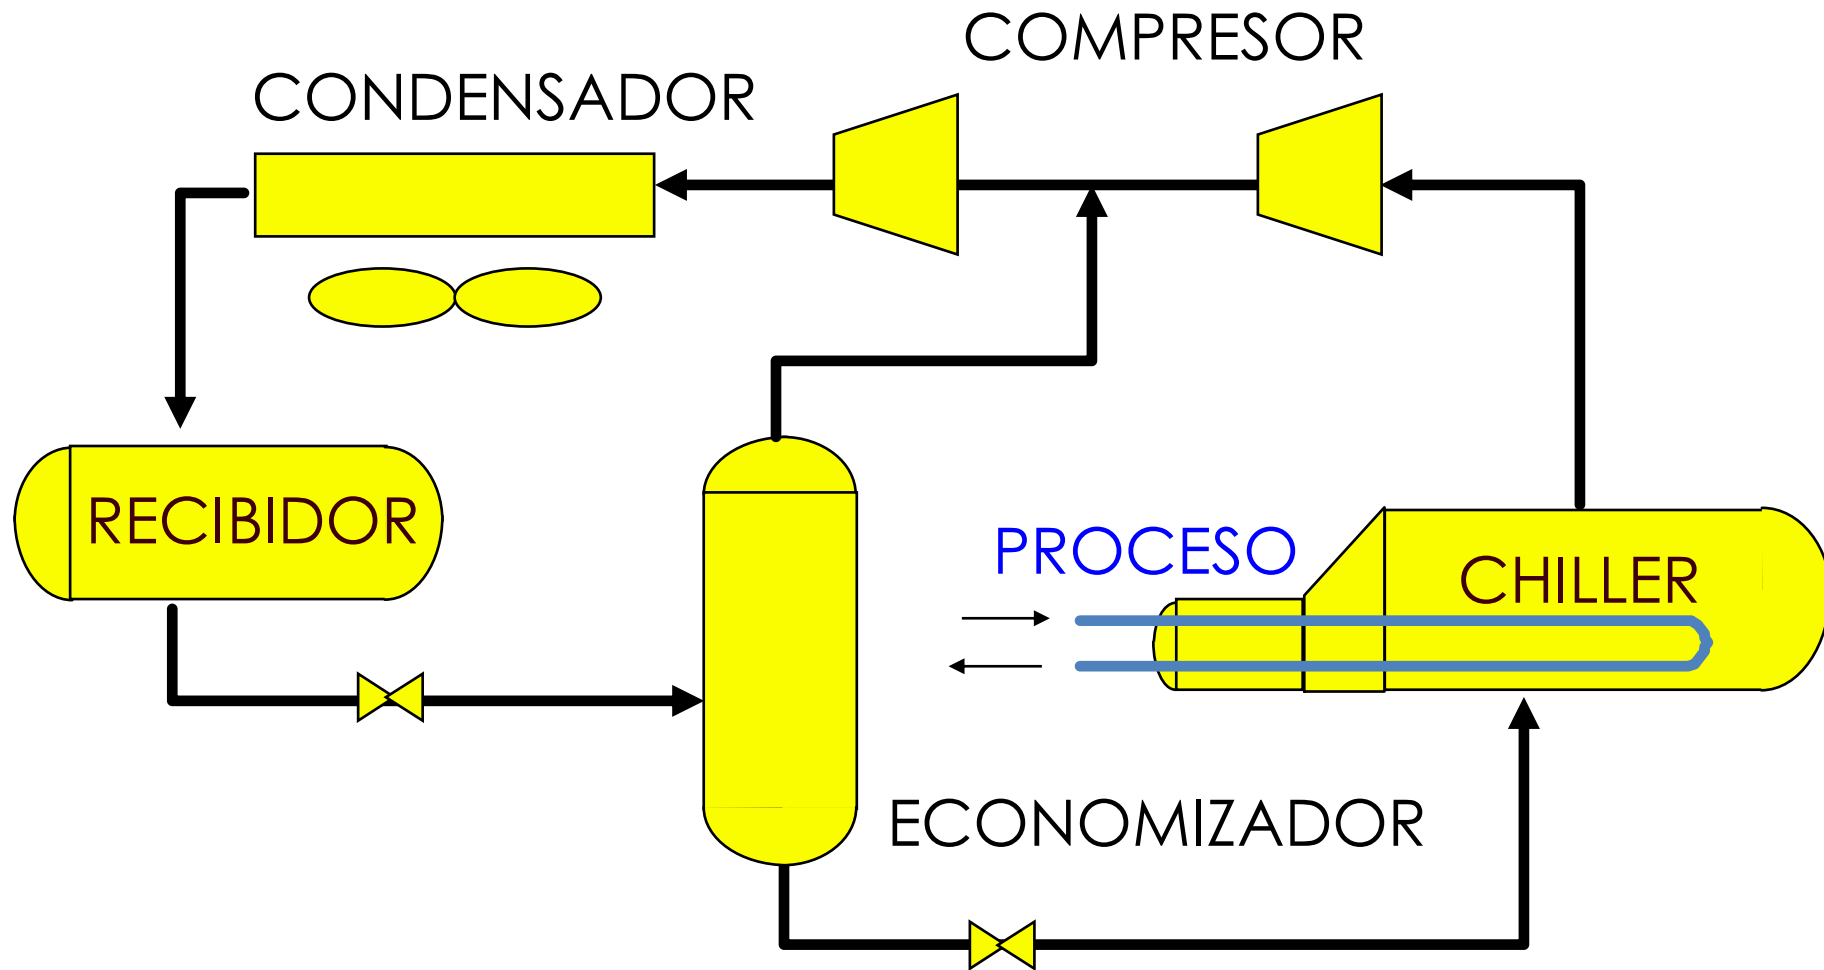 COMPRESOR
CONDENSADOR
RECIBIDOR
PROCESO
CHILLER
ECONOMIZADOR